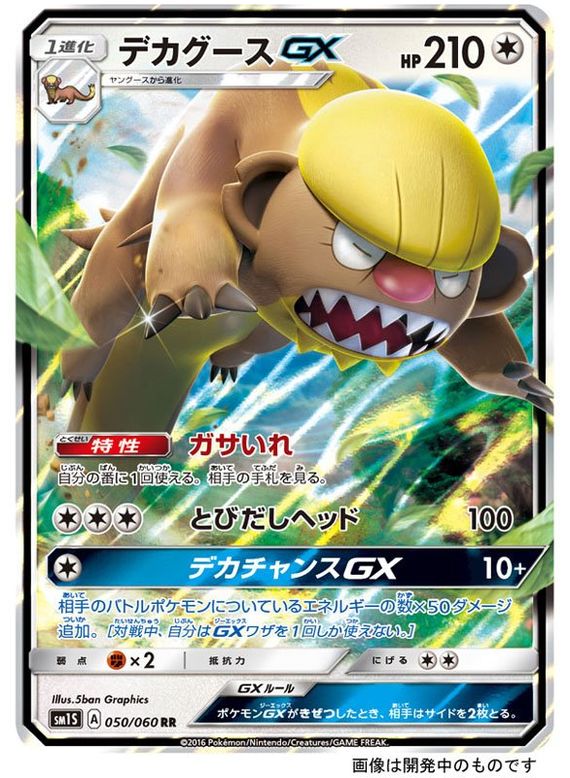 1進化
デカグースGX
HP210
ヤングースから進化
とくせい
特性 ガサいれ
自分の番に1回使える。相手の手札を見る。
とびだしヘッド 100
デカチャンスGX 10+
相手のバトルポケモンについているエネルギーの数×50ダメージ
追加。[対戦中、自分はGXワザを1回しか使えない。]
弱点 ×2 抵抗力 にげる
Illus.5ban Graphics
GXルール
SM1S A 050/060 RR
ポケモンGXがきぜつしたとき、相手はサイドを2枚とる。
©2016 Pokémon/Nintendo/Creatures/GAME FREAK.
画像は開発中のものです